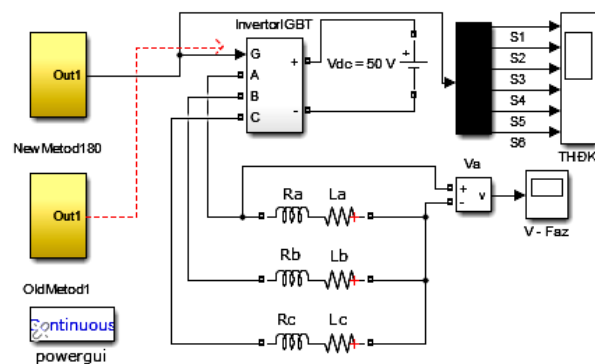 InvertorIGBT
G
A
B
C
+
-
Vdc = 50 V
+
S1
S2
S3
S4
S5
S6
THĐK
Out1
NewMetod180
Out1
OldMetod1
Continuous
powergui
Ra
La
Rb
Lb
Rc
Lc
Va
+
-
v
V - Faz